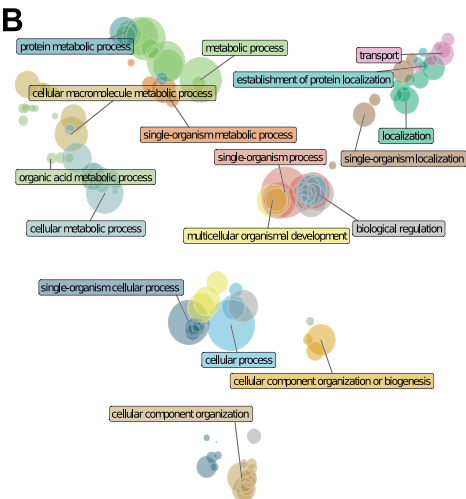 B
protein metabolic process
metabolic process
transport
establishment of protein localization
cellular macromolecule metabolic process
single-organism metabolic process
localization
single-organism process
single-organism localization
organic acid metabolic process
cellular metabolic process
multicellular organismal development
biological regulation
single-organism cellular process
cellular process
cellular component organization or biogenesis
cellular component organization